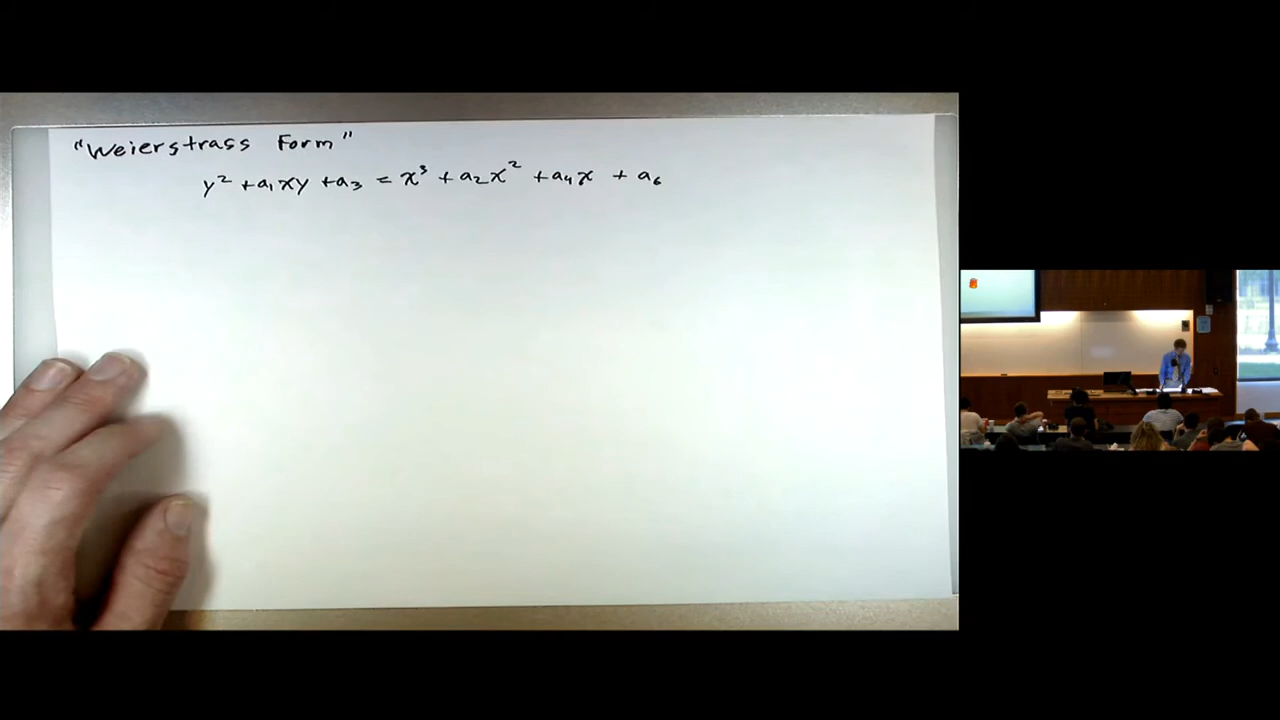 "Weierstrass Form"
y² + a₁xy + a₃ = x³ + a₂x² + a₄x + a₆